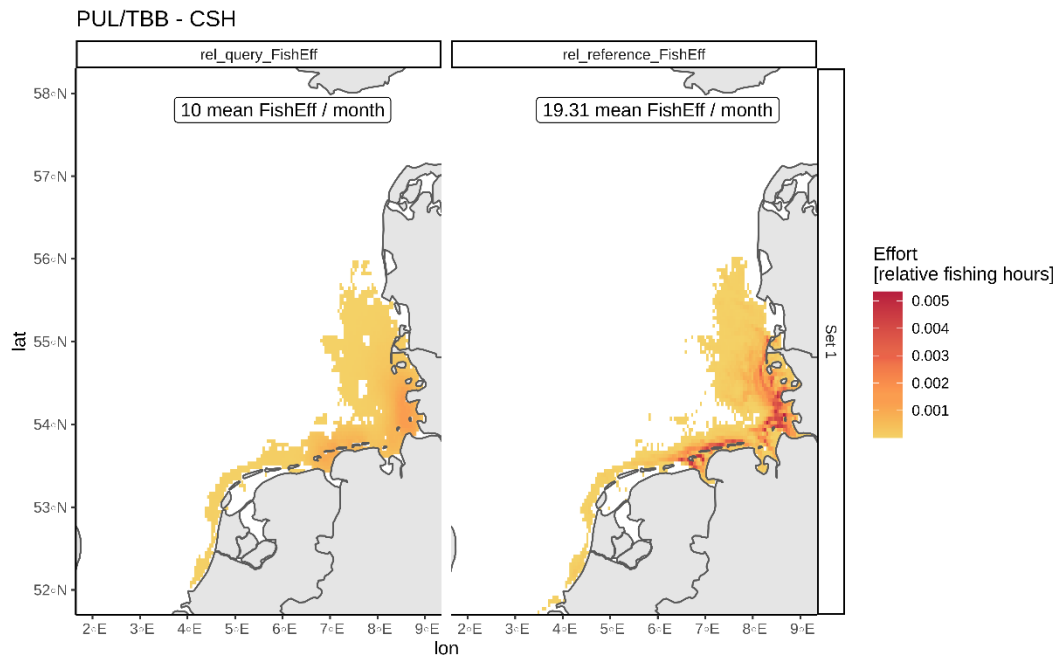 PUL/TBB - CSH
rel_query_FishEff
rel_reference_FishEff
10 mean FishEff / month
19.31 mean FishEff / month
58°N
57°N
56°N
55°N
54°N
53°N
52°N
lat
2°E 3°E 4°E 5°E 6°E 7°E 8°E 9°E
2°E 3°E 4°E 5°E 6°E 7°E 8°E 9°E
lon
Set 1
Effort
[relative fishing hours]
0.005
0.004
0.003
0.002
0.001